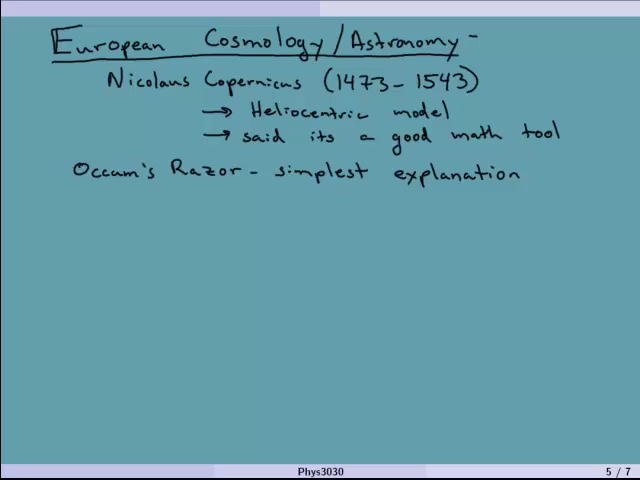 European Cosmology/Astronomy -
Nicolaus Copernicus (1473 - 1543)
→ Heliocentric model
→ said its a good math tool
Occam's Razor - simplest explanation
Phys3030
5 / 7